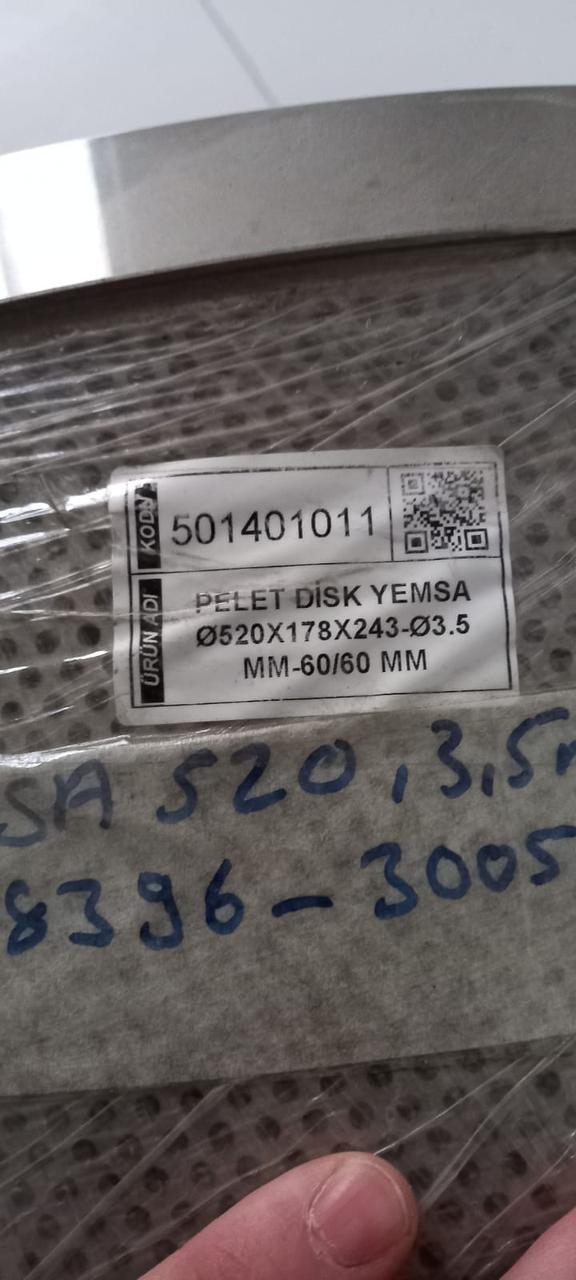 KODU
501401011
ÜRÜN ADI
PELET DİSK YEMSA
Ø520X178X243-Ø3.5
MM-60/60 MM
SA 520,3,5
8396-3005